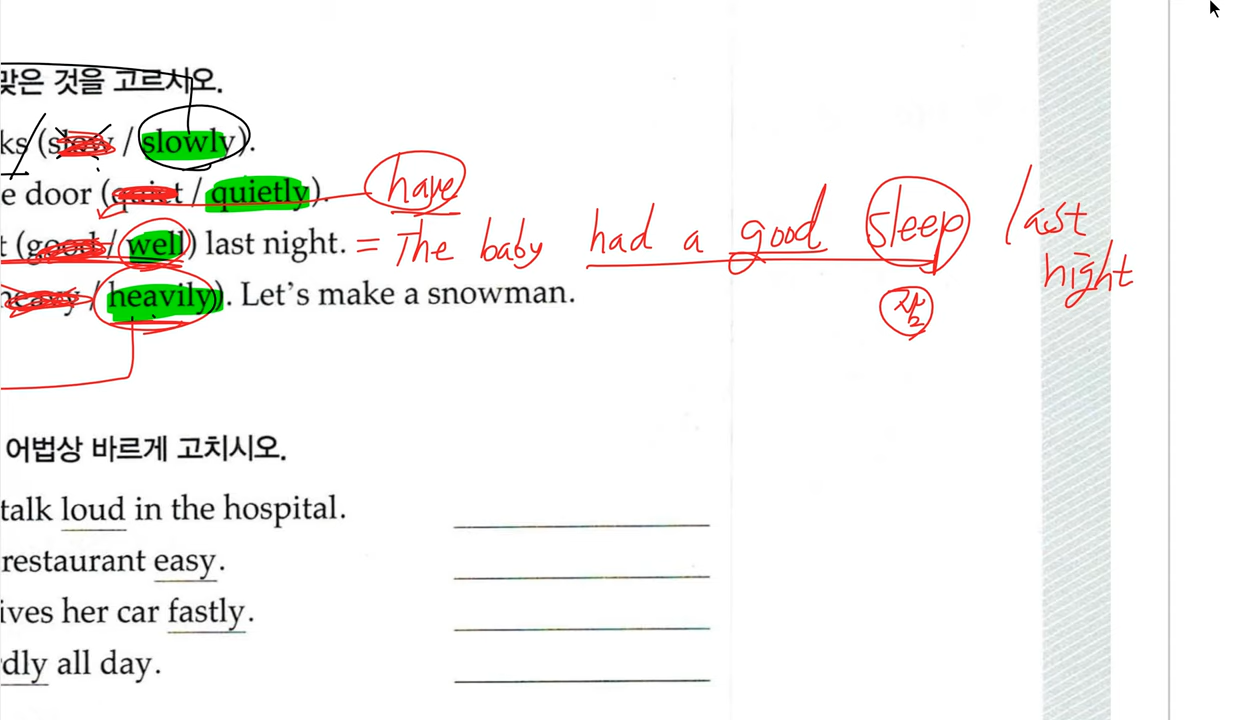 맞은 것을 고르시오.
ks (slow / slowly).
e door (quiet / quietly). have
t (good / well) last night. = The baby had a good sleep last night
잠
heavy / heavily). Let's make a snowman.
어법상 바르게 고치시오.
talk loud in the hospital.
restaurant easy.
ives her car fastly.
dly all day.